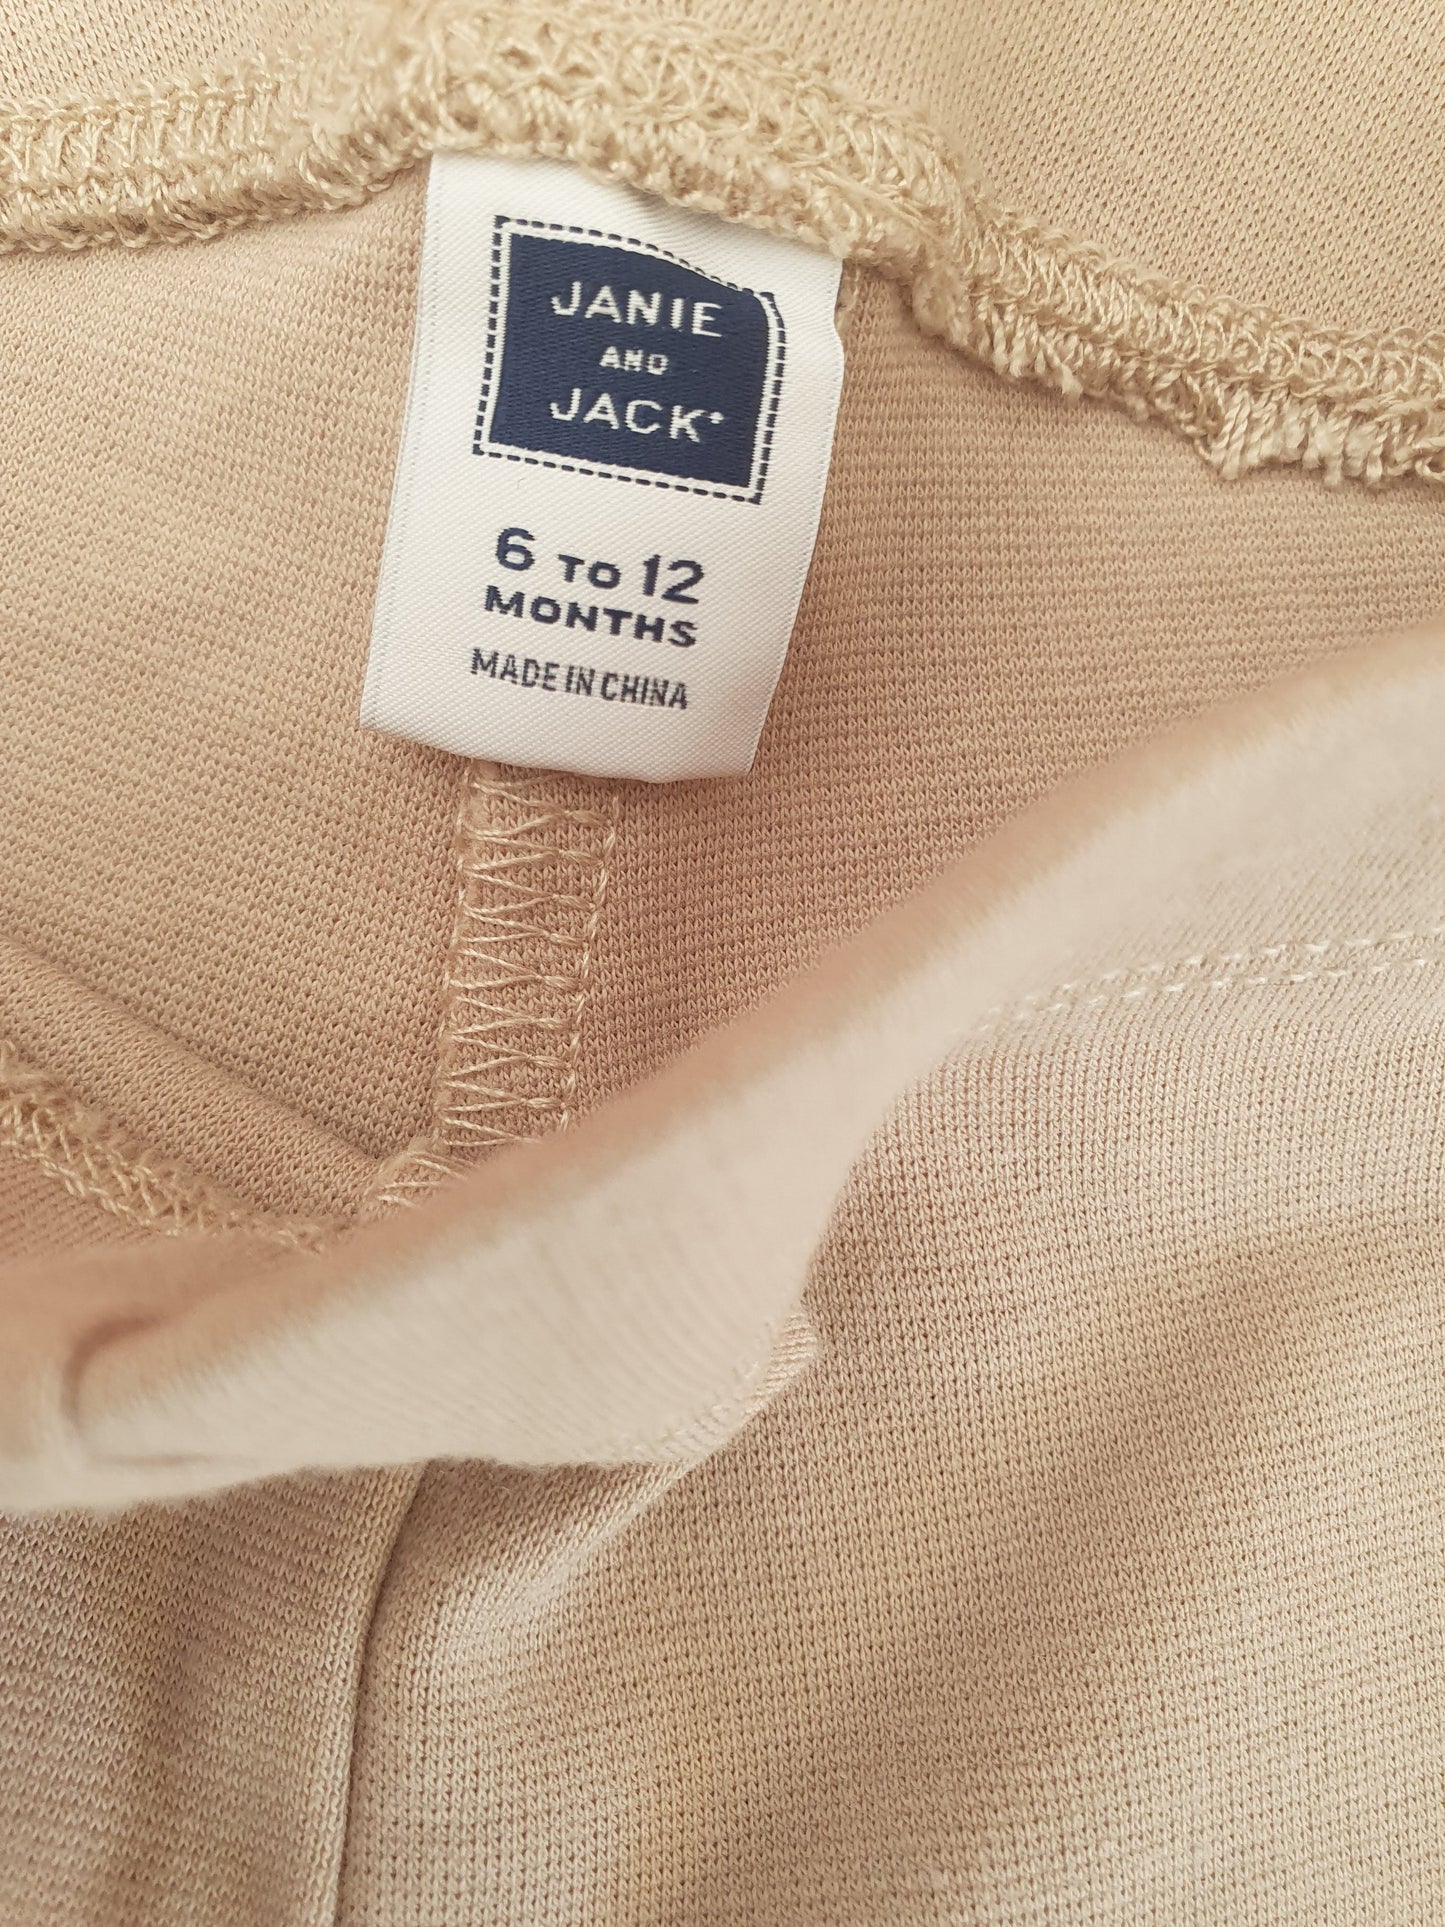 JANIE
AND
JACK
6 TO 12
MONTHS
MADE IN CHINA